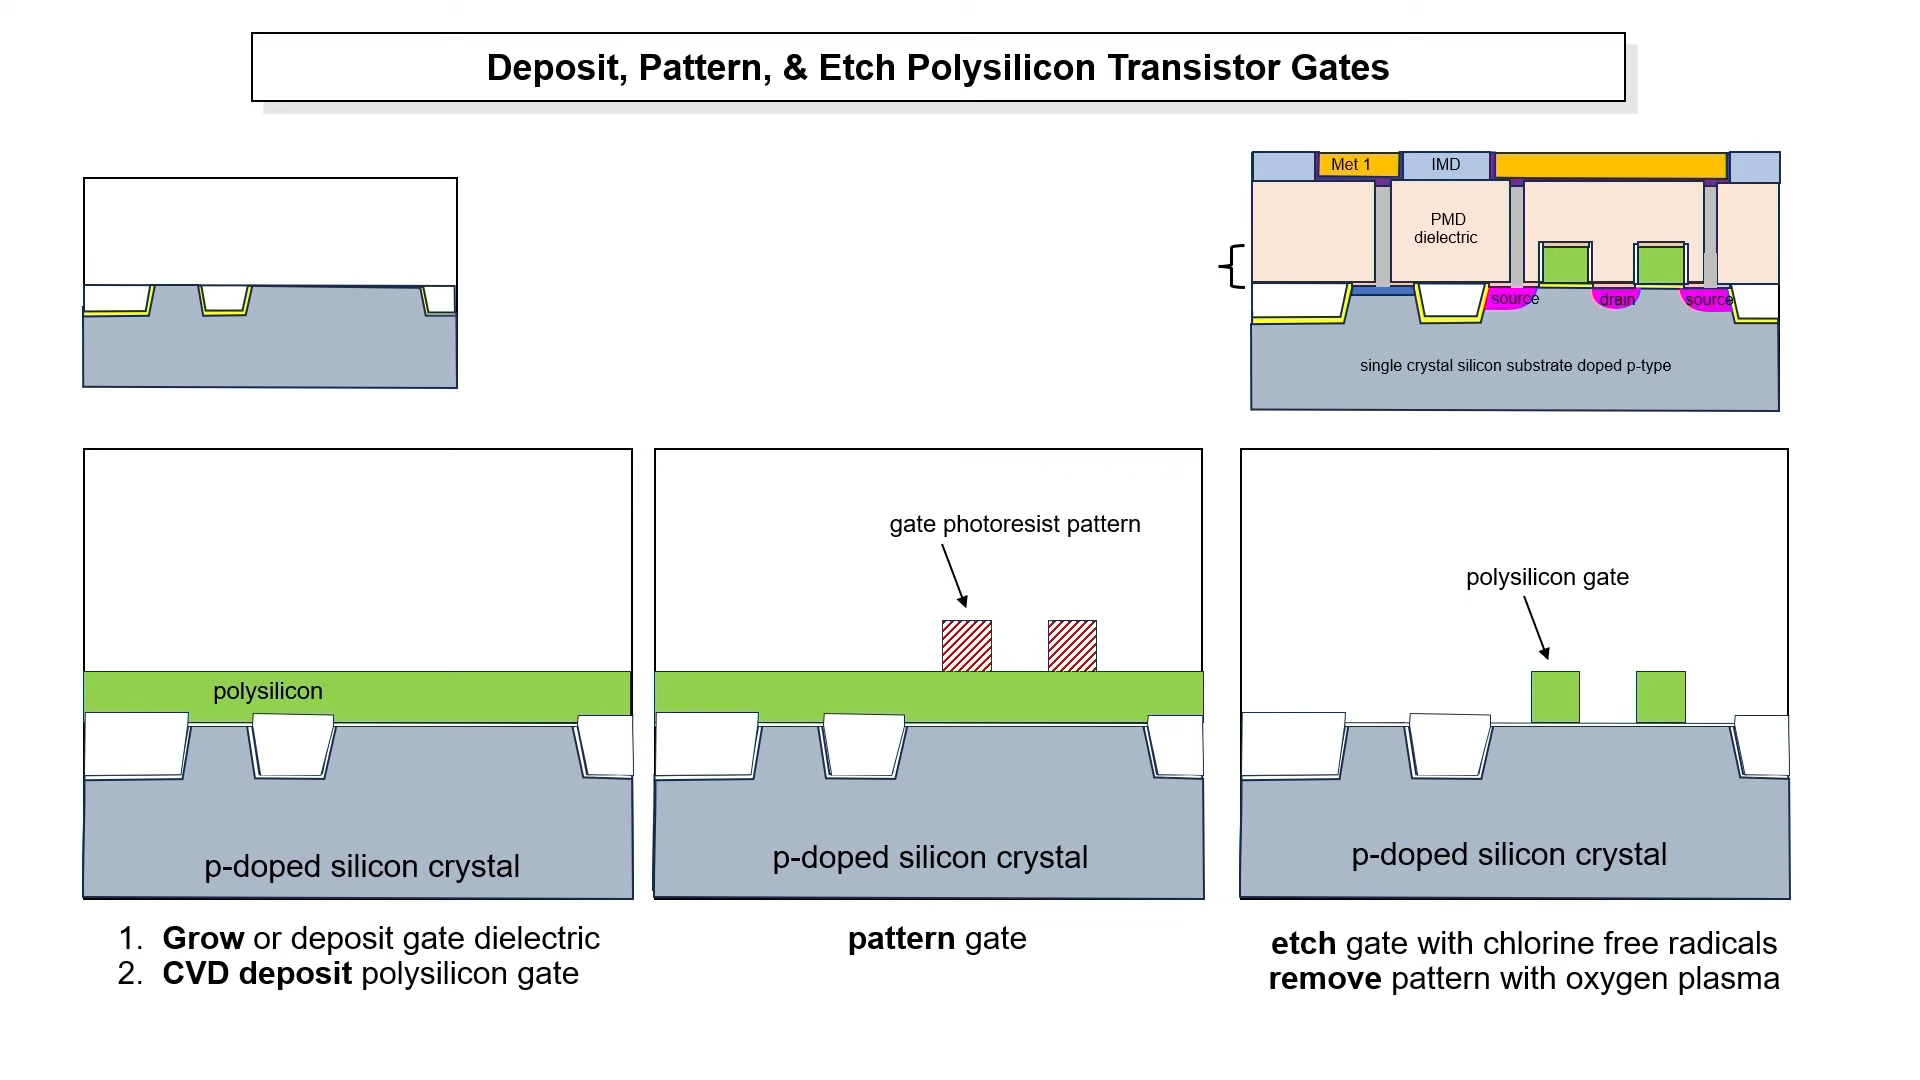 Deposit, Pattern, & Etch Polysilicon Transistor Gates
Met 1
IMD
PMD
dielectric
source
drain
source
single crystal silicon substrate doped p-type
polysilicon
p-doped silicon crystal
1. Grow or deposit gate dielectric
2. CVD deposit polysilicon gate
gate photoresist pattern
p-doped silicon crystal
pattern gate
polysilicon gate
p-doped silicon crystal
etch gate with chlorine free radicals
remove pattern with oxygen plasma